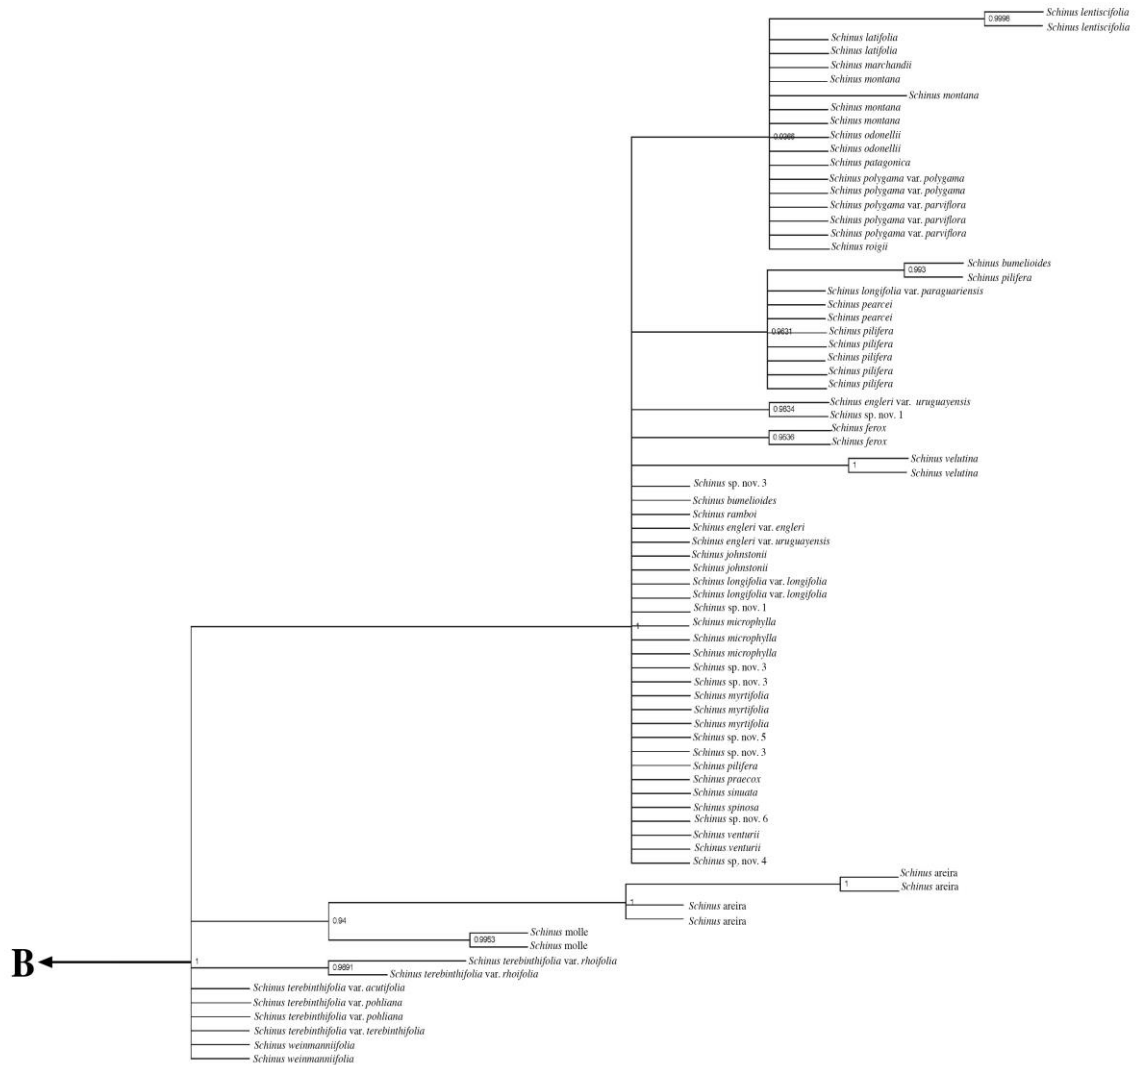 Schinus lentiscifolia
0.9998
Schinus lentiscifolia
Schinus latifolia
Schinus latifolia
Schinus marchandii
Schinus montana
Schinus montana
Schinus montana
Schinus montana
Schinus odonellii
Schinus odonellii
Schinus patagonica
Schinus polygama var. polygama
Schinus polygama var. polygama
Schinus polygama var. parviflora
Schinus polygama var. parviflora
Schinus polygama var. parviflora
Schinus roigii
Schinus bumelioides
0.993
Schinus pilifera
Schinus longifolia var. paraguariensis
Schinus pearcei
Schinus pearcei
0.9631
Schinus pilifera
Schinus pilifera
Schinus pilifera
Schinus pilifera
Schinus pilifera
Schinus engleri var. uruguayensis
0.9834
Schinus sp. nov. 1
Schinus ferox
0.9536
Schinus ferox
Schinus velutina
1
Schinus velutina
Schinus sp. nov. 3
Schinus bumelioides
Schinus ramboi
Schinus engleri var. engleri
Schinus engleri var. uruguayensis
Schinus johnstonii
Schinus johnstonii
Schinus longifolia var. longifolia
Schinus longifolia var. longifolia
Schinus sp. nov. 1
Schinus microphylla
1
Schinus microphylla
Schinus microphylla
Schinus sp. nov. 3
Schinus sp. nov. 3
Schinus myrtifolia
Schinus myrtifolia
Schinus myrtifolia
Schinus sp. nov. 5
Schinus sp. nov. 3
Schinus pilifera
Schinus praecox
Schinus sinuata
Schinus spinosa
Schinus sp. nov. 6
Schinus venturii
Schinus venturii
Schinus sp. nov. 4
Schinus areira
1
Schinus areira
1
Schinus areira
Schinus areira
0.94
Schinus molle
0.9953
Schinus molle
B
1
Schinus terebinthifolia var. rhoifolia
0.9891
Schinus terebinthifolia var. rhoifolia
Schinus terebinthifolia var. acutifolia
Schinus terebinthifolia var. pohliana
Schinus terebinthifolia var. pohliana
Schinus terebinthifolia var. terebinthifolia
Schinus weinmanniifolia
Schinus weinmanniifolia